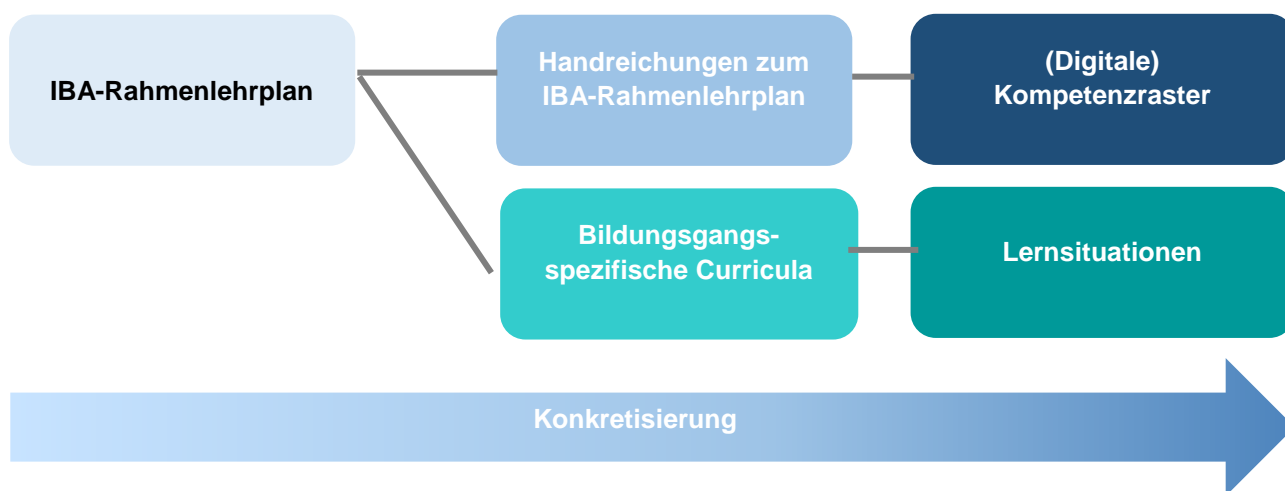 IBA-Rahmenlehrplan
Handreichungen zum
IBA-Rahmenlehrplan
(Digitale)
Kompetenzraster
Bildungsgangs-
spezifische Curricula
Lernsituationen
Konkretisierung